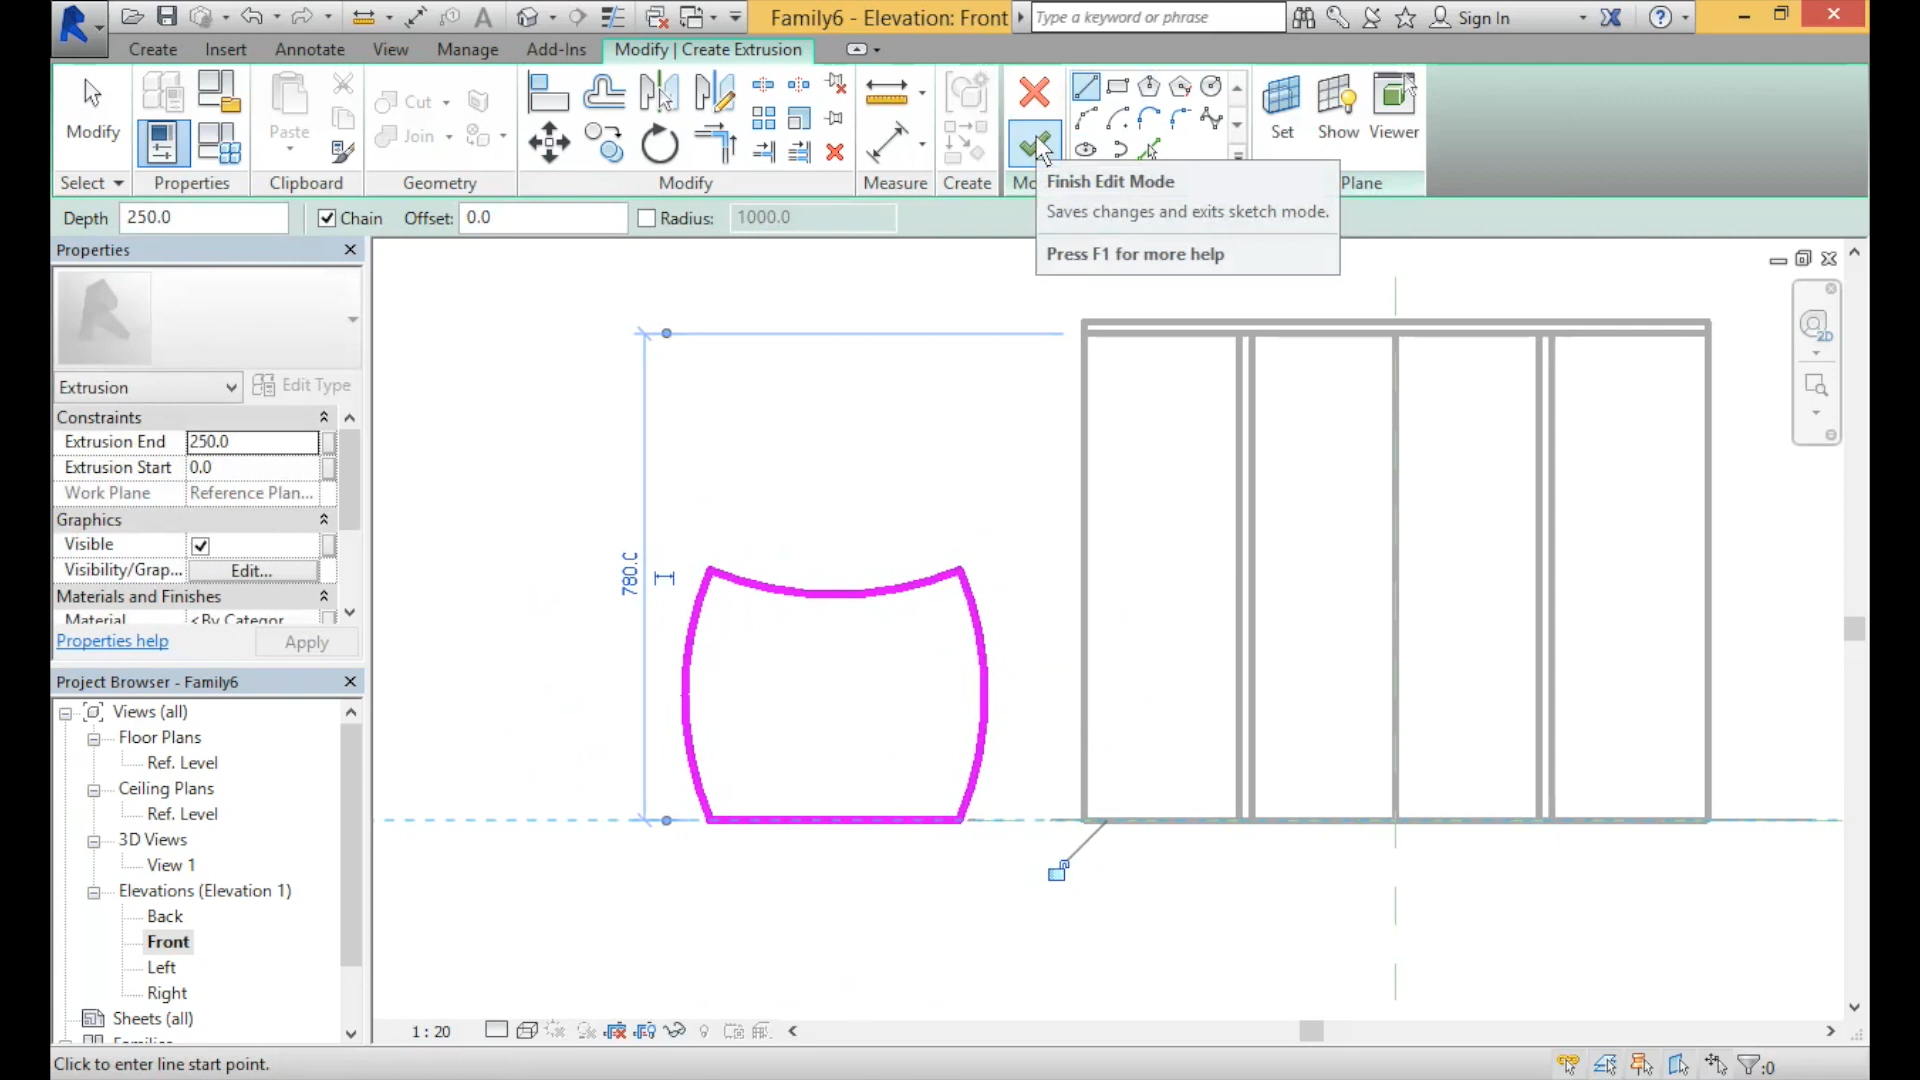 Family6 - Elevation: Front
Type a keyword or phrase
Sign In
Create Insert Annotate View Manage Add-Ins Modify | Create Extrusion
Modify
Paste
Cut
Join
Set Show Viewer
Select Properties Clipboard Geometry Modify Measure Create Mo Plane
Finish Edit Mode
Saves changes and exits sketch mode.
Press F1 for more help
Depth 250.0 Chain Offset: 0.0 Radius: 1000.0
Properties
Extrusion Edit Type
Constraints
Extrusion End 250.0
Extrusion Start 0.0
Work Plane Reference Plan...
Graphics
Visible
Visibility/Grap... Edit...
Materials and Finishes
Material <By Categor
Properties help Apply
Project Browser - Family6
Views (all)
Floor Plans
Ref. Level
Ceiling Plans
Ref. Level
3D Views
View 1
Elevations (Elevation 1)
Back
Front
Left
Right
Sheets (all)
Families
780.0
2D
1 : 20
Click to enter line start point.
:0